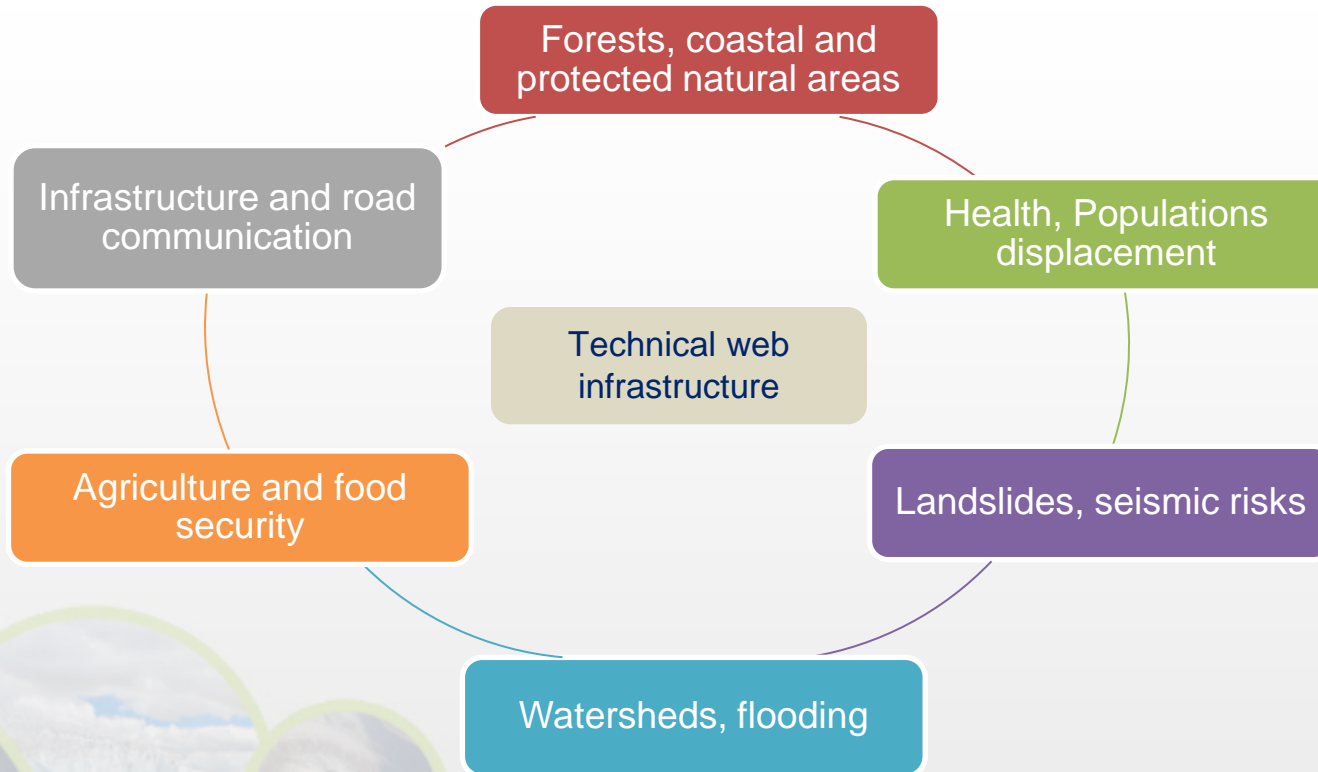 Forests, coastal and
protected natural areas
Infrastructure and road
communication
Health, Populations
displacement
Technical web
infrastructure
Agriculture and food
security
Landslides, seismic risks
Watersheds, flooding